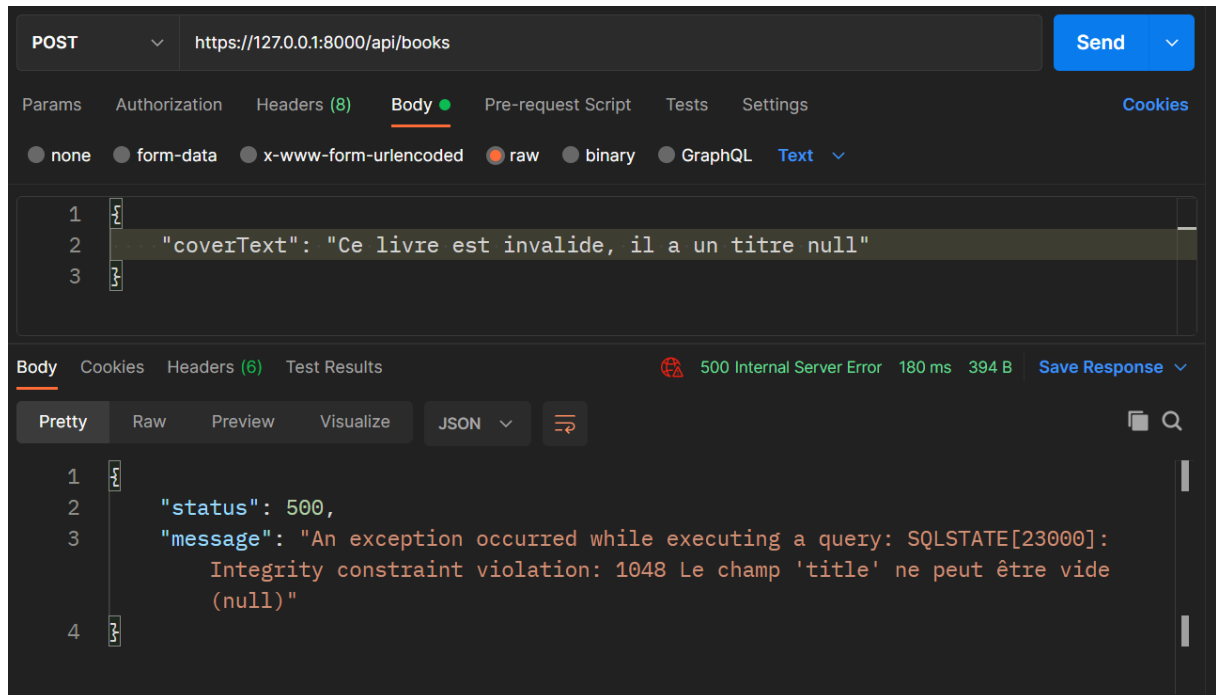 POST https://127.0.0.1:8000/api/books Send
Params Authorization Headers (8) Body Pre-request Script Tests Settings Cookies
none form-data x-www-form-urlencoded raw binary GraphQL Text
1 {
2 "coverText": "Ce livre est invalide, il a un titre null"
3 }
Body Cookies Headers (6) Test Results 500 Internal Server Error 180 ms 394 B Save Response
Pretty Raw Preview Visualize JSON
1 {
2 "status": 500,
3 "message": "An exception occurred while executing a query: SQLSTATE[23000]:
Integrity constraint violation: 1048 Le champ 'title' ne peut être vide
(null)"
4 }